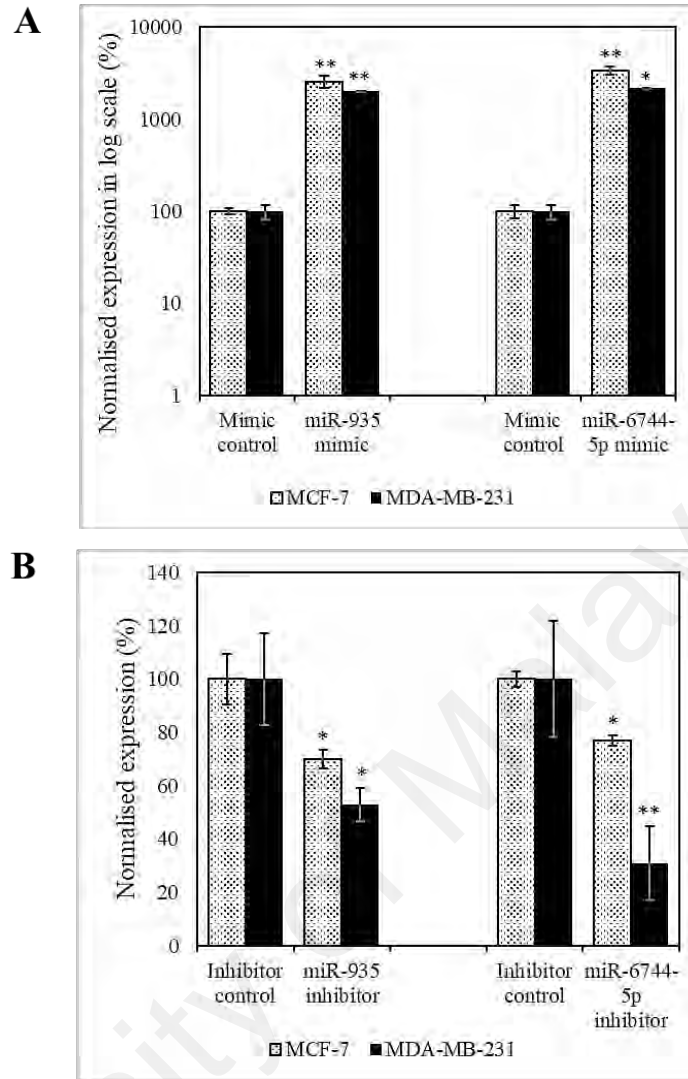 A
Normalised expression in log scale (%)
10000
1000
100
10
1
**
**
**
*
Mimic
control
miR-935
mimic
Mimic
control
miR-6744-
5p mimic
MCF-7 MDA-MB-231
B
Normalised expression (%)
140
120
100
80
60
40
20
0
*
*
*
**
Inhibitor
control
miR-935
inhibitor
Inhibitor
control
miR-6744-
5p
inhibitor
MCF-7 MDA-MB-231